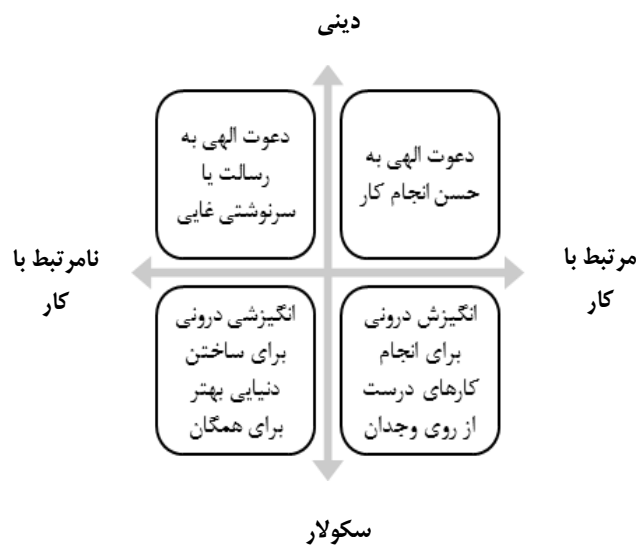 دینی
دعوت الهی به
حسن انجام کار
دعوت الهی به
رسالت یا
سرنوشتی غایی
مرتبط با
کار
نامرتبط با
کار
انگیزش درونی
برای انجام
کارهای درست
از روی وجدان
انگیزشی درونی
برای ساختن
دنیایی بهتر
برای همگان
سکولار